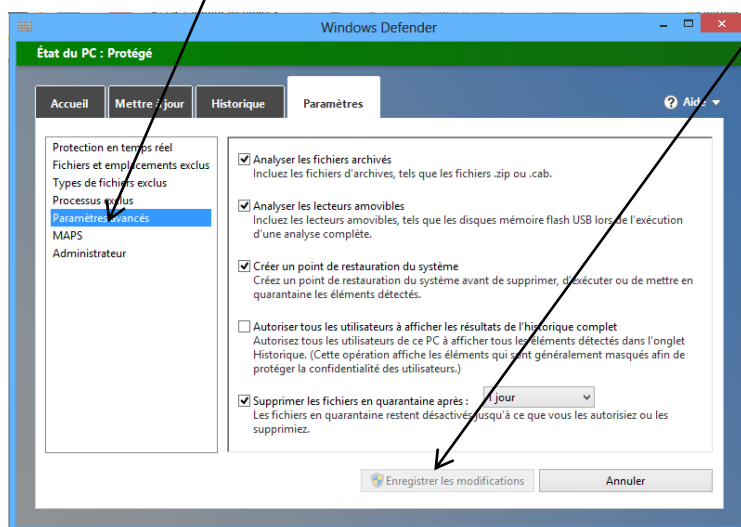 Windows Defender
État du PC : Protégé
Accueil Mettre à jour Historique Paramètres Aide
Protection en temps réel
Fichiers et emplacements exclus
Types de fichiers exclus
Processus exclus
Paramètres avancés
MAPS
Administrateur
Analyser les fichiers archivés
Incluez les fichiers d'archives, tels que les fichiers .zip ou .cab.
Analyser les lecteurs amovibles
Incluez les lecteurs amovibles, tels que les disques mémoire flash USB lors de l'exécution
d'une analyse complète.
Créer un point de restauration du système
Créez un point de restauration du système avant de supprimer, d'exécuter ou de mettre en
quarantaine les éléments détectés.
Autoriser tous les utilisateurs à afficher les résultats de l'historique complet
Autorisez tous les utilisateurs de ce PC à afficher tous les éléments détectés dans l'onglet
Historique. (Cette opération affiche les éléments qui sont généralement masqués afin de
protéger la confidentialité des utilisateurs.)
Supprimer les fichiers en quarantaine après : 1 jour
Les fichiers en quarantaine restent désactivés jusqu'à ce que vous les autorisiez ou les
supprimiez.
Enregistrer les modifications Annuler